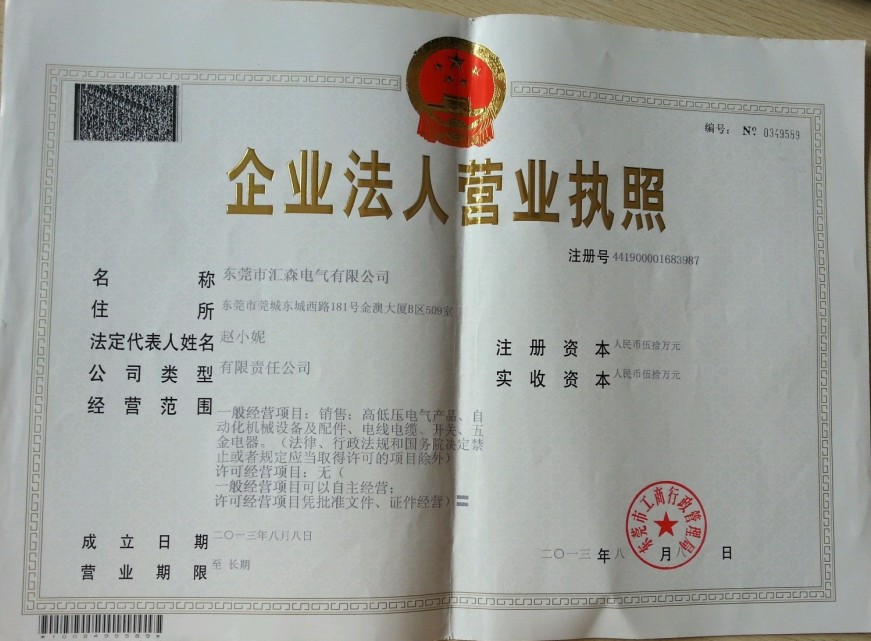 编号: Nº 0349589
企业法人营业执照
注册号 441900001683987
名称 东莞市汇森电气有限公司
住所 东莞市莞城东城西路181号金澳大厦B区509室
法定代表人姓名 赵小妮
注册资本 人民币伍拾万元
公司类型 有限责任公司
实收资本 人民币伍拾万元
经营范围
一般经营项目：销售：高低压电气产品、自
动化机械设备及配件、电线电缆、开关、五
金电器。（法律、行政法规和国务院决定禁
止或者规定应当取得许可的项目除外）
许可经营项目：无（
一般经营项目可以自主经营；
许可经营项目凭批准文件、证件经营）〓
东莞市工商行政管理局
成立日期 二〇一三年八月八日
二〇一三年八月八日
营业期限 至 长期